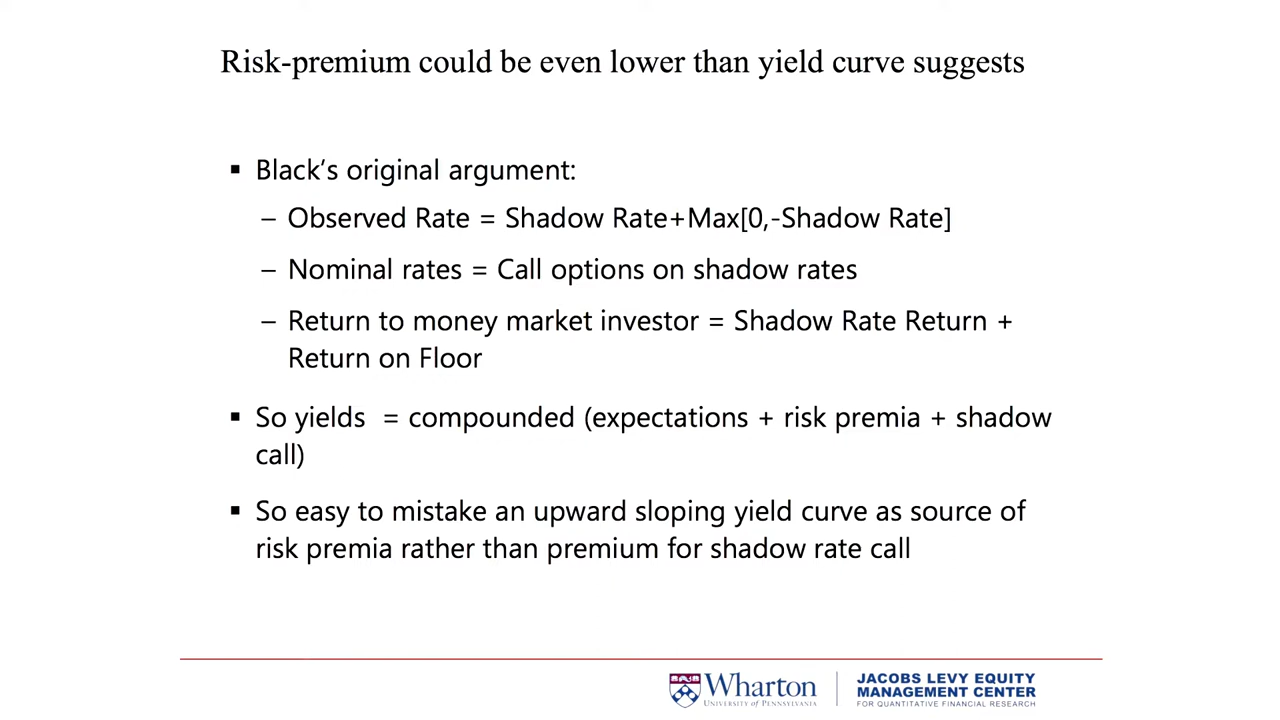 Risk-premium could be even lower than yield curve suggests
▪ Black's original argument:
– Observed Rate = Shadow Rate+Max[0,-Shadow Rate]
– Nominal rates = Call options on shadow rates
– Return to money market investor = Shadow Rate Return +
Return on Floor
▪ So yields = compounded (expectations + risk premia + shadow
call)
▪ So easy to mistake an upward sloping yield curve as source of
risk premia rather than premium for shadow rate call
Wharton
UNIVERSITY of PENNSYLVANIA
JACOBS LEVY EQUITY
MANAGEMENT CENTER
FOR QUANTITATIVE FINANCIAL RESEARCH